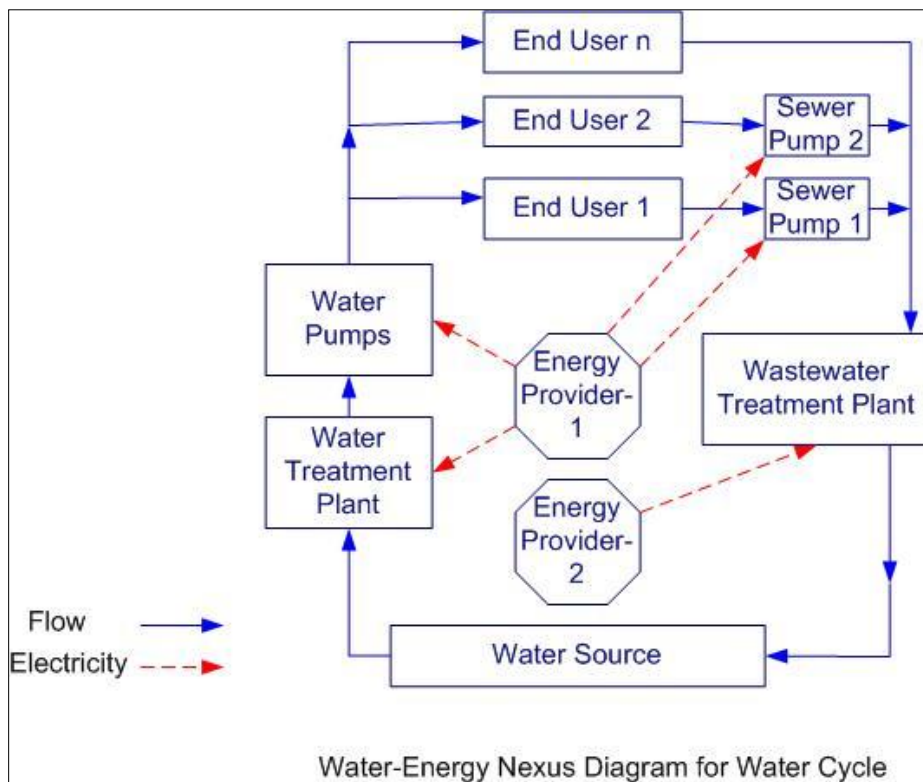 End User n
End User 2
Sewer
Pump 2
End User 1
Sewer
Pump 1
Water
Pumps
Energy
Provider-
1
Wastewater
Treatment Plant
Water
Treatment
Plant
Energy
Provider-
2
Flow
Electricity
Water Source
Water-Energy Nexus Diagram for Water Cycle